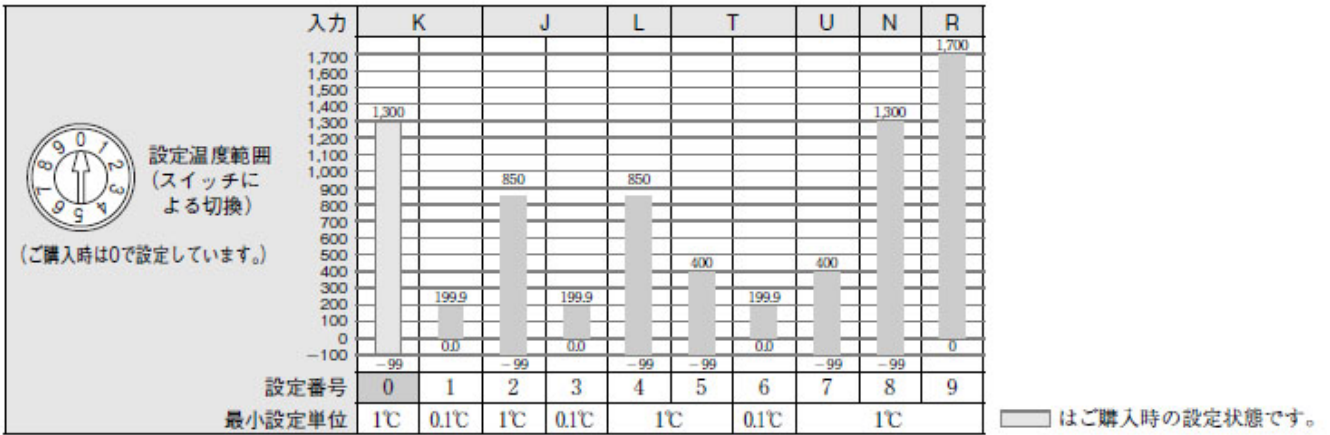 入力 K J L T U N R
1,700
1,600
1,500
1,400
1,300
1,200
1,100
1,000
900
800
700
600
500
400
300
200
100
0
−100
1,300 199.9 850 199.9 850 400 199.9 400 1,300 1,700
−99 0.0 −99 0.0 −99 −99 0.0 −99 −99 0
0 1 2 3 4 5 6 7 8 9
設定温度範囲
(スイッチに
よる切換)
(ご購入時は0で設定しています。)
設定番号 0 1 2 3 4 5 6 7 8 9
最小設定単位 1℃ 0.1℃ 1℃ 0.1℃ 1℃ 0.1℃ 1℃
はご購入時の設定状態です。